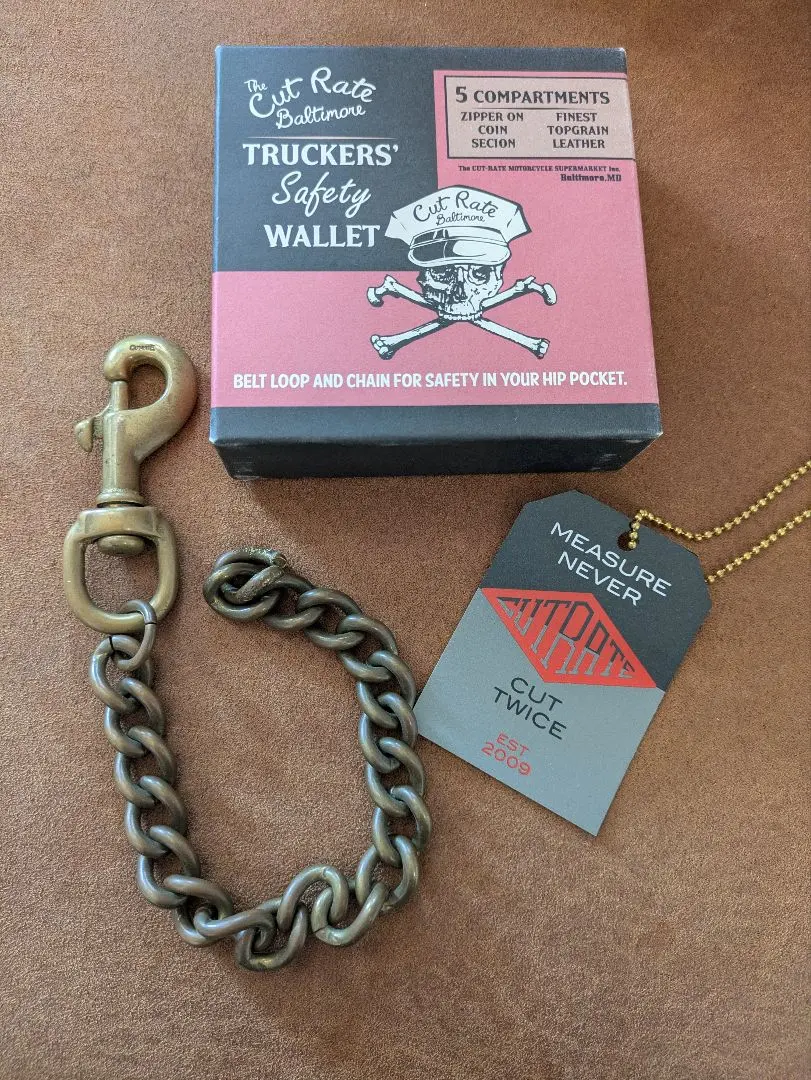 The
Cut Rate
Baltimore
TRUCKERS'
Safety
WALLET
5 COMPARTMENTS
ZIPPER ON
COIN
SECION
FINEST
TOPGRAIN
LEATHER
The CUT-RATE MOTORCYCLE SUPERMARKET Inc.
Baltimore,MD
Cut Rate
Baltimore
BELT LOOP AND CHAIN FOR SAFETY IN YOUR HIP POCKET.
MEASURE
NEVER
CUTRATE
CUT
TWICE
EST
2009